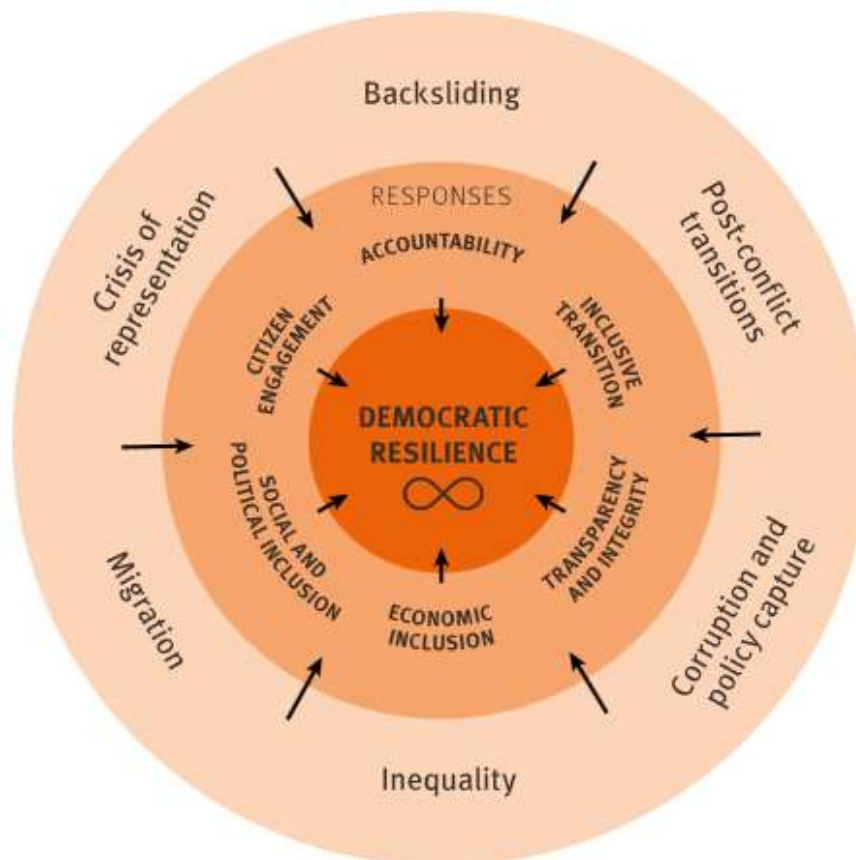 Backsliding
Post-conflict
transitions
Corruption and
policy capture
Inequality
Migration
Crisis of
representation
RESPONSES
ACCOUNTABILITY
INCLUSIVE
TRANSITION
TRANSPARENCY
AND INTEGRITY
ECONOMIC
INCLUSION
SOCIAL AND
POLITICAL INCLUSION
CITIZEN
ENGAGEMENT
DEMOCRATIC
RESILIENCE